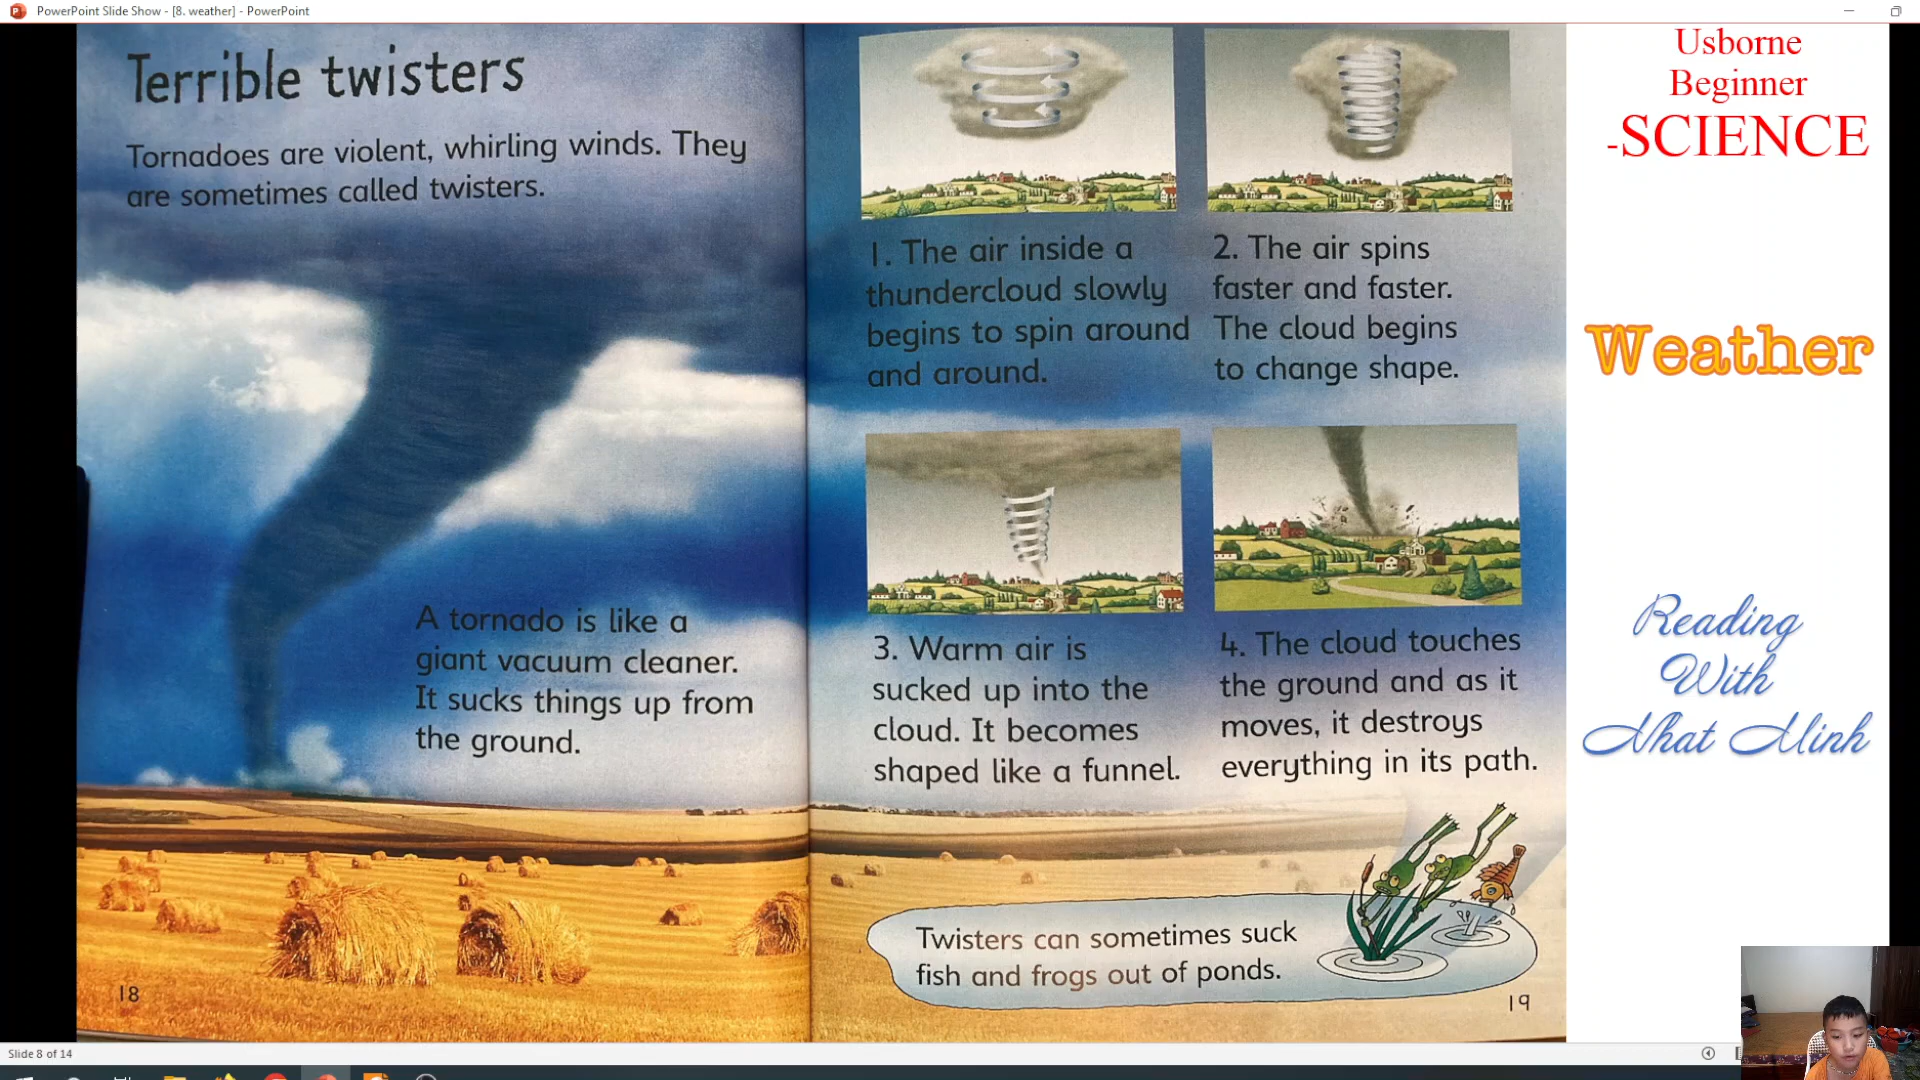 PowerPoint Slide Show - [8. weather] - PowerPoint
Terrible twisters
Tornadoes are violent, whirling winds. They
are sometimes called twisters.
A tornado is like a
giant vacuum cleaner.
It sucks things up from
the ground.
18
1. The air inside a
thundercloud slowly
begins to spin around
and around.
2. The air spins
faster and faster.
The cloud begins
to change shape.
3. Warm air is
sucked up into the
cloud. It becomes
shaped like a funnel.
4. The cloud touches
the ground and as it
moves, it destroys
everything in its path.
Twisters can sometimes suck
fish and frogs out of ponds.
19
Usborne
Beginner
-SCIENCE
Weather
Reading
With
Nhat Minh
Slide 8 of 14